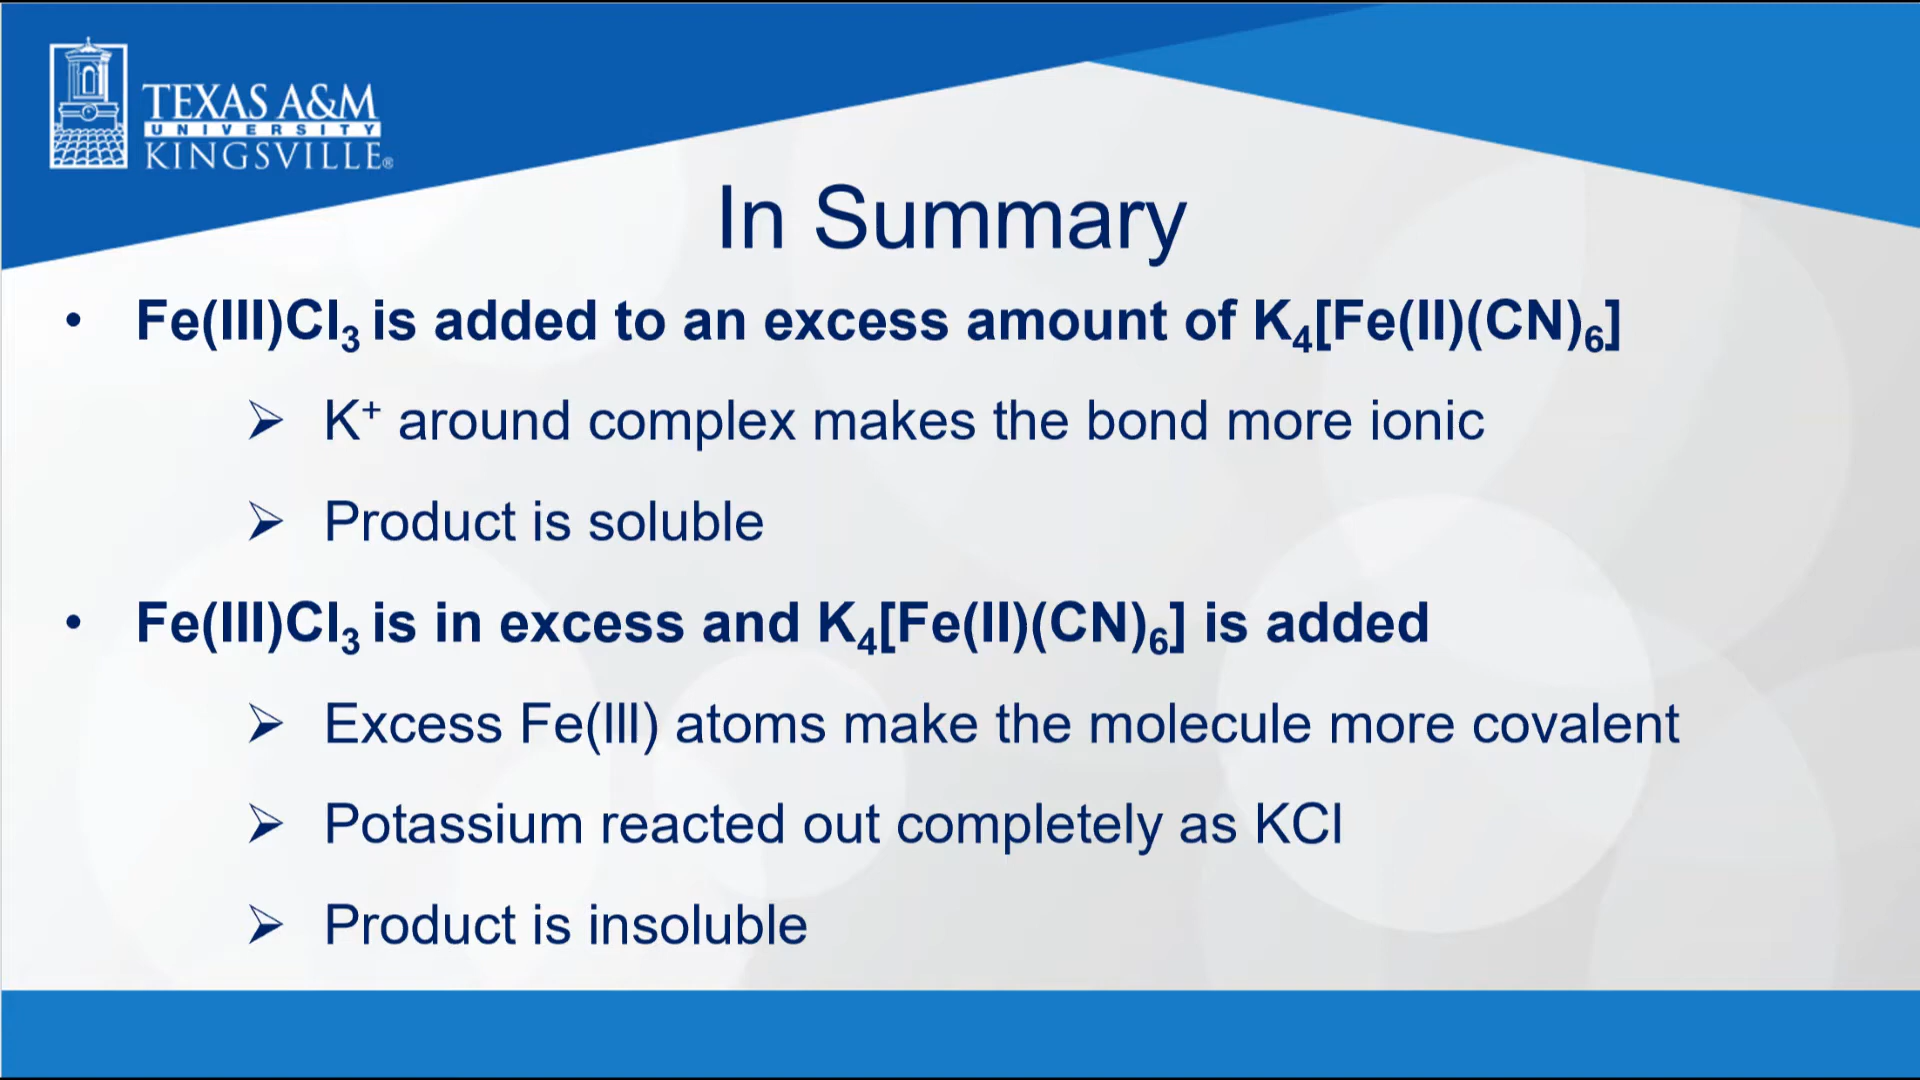 TEXAS A&M
UNIVERSITY
KINGSVILLE®
In Summary
• Fe(III)Cl₃ is added to an excess amount of K₄[Fe(II)(CN)₆]
➢ K⁺ around complex makes the bond more ionic
➢ Product is soluble
• Fe(III)Cl₃ is in excess and K₄[Fe(II)(CN)₆] is added
➢ Excess Fe(III) atoms make the molecule more covalent
➢ Potassium reacted out completely as KCl
➢ Product is insoluble